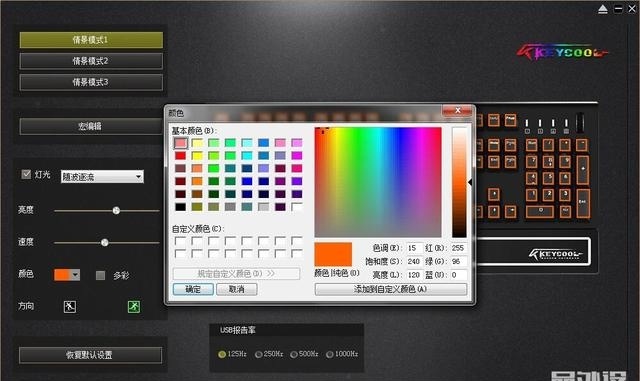 情景模式1
情景模式2
情景模式3
宏编辑
灯光
随波逐流
亮度
速度
颜色
多彩
方向
恢复默认设置
KEYCOOL
颜色
基本颜色(B):
自定义颜色(C):
规定自定义颜色(D) >>
确定
取消
颜色|纯色(O)
色调(E): 15 红(R): 255
饱和度(S): 240 绿(G): 96
亮度(L): 120 蓝(U): 0
添加到自定义颜色(A)
KEYCOOL
USB报告率
125Hz 250Hz 500Hz 1000Hz